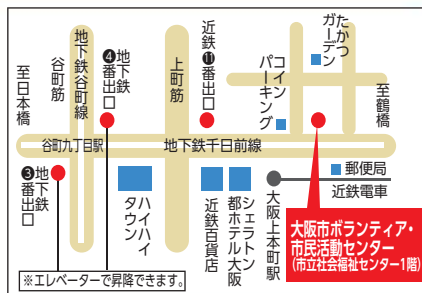 至日本橋
谷町筋
地下鉄谷町線
地下鉄
❹番出口
上町筋
近鉄
⓫番出口
コイン
パーキング
たかつ
ガーデン
至鶴橋
谷町九丁目駅
地下鉄千日前線
地下鉄
❸番出口
ハイハイ
タウン
近鉄百貨店
シェラトン
都ホテル大阪
大阪上本町駅
郵便局
近鉄電車
大阪市ボランティア・
市民活動センター
(市立社会福祉センター1階)
※エレベーターで昇降できます。